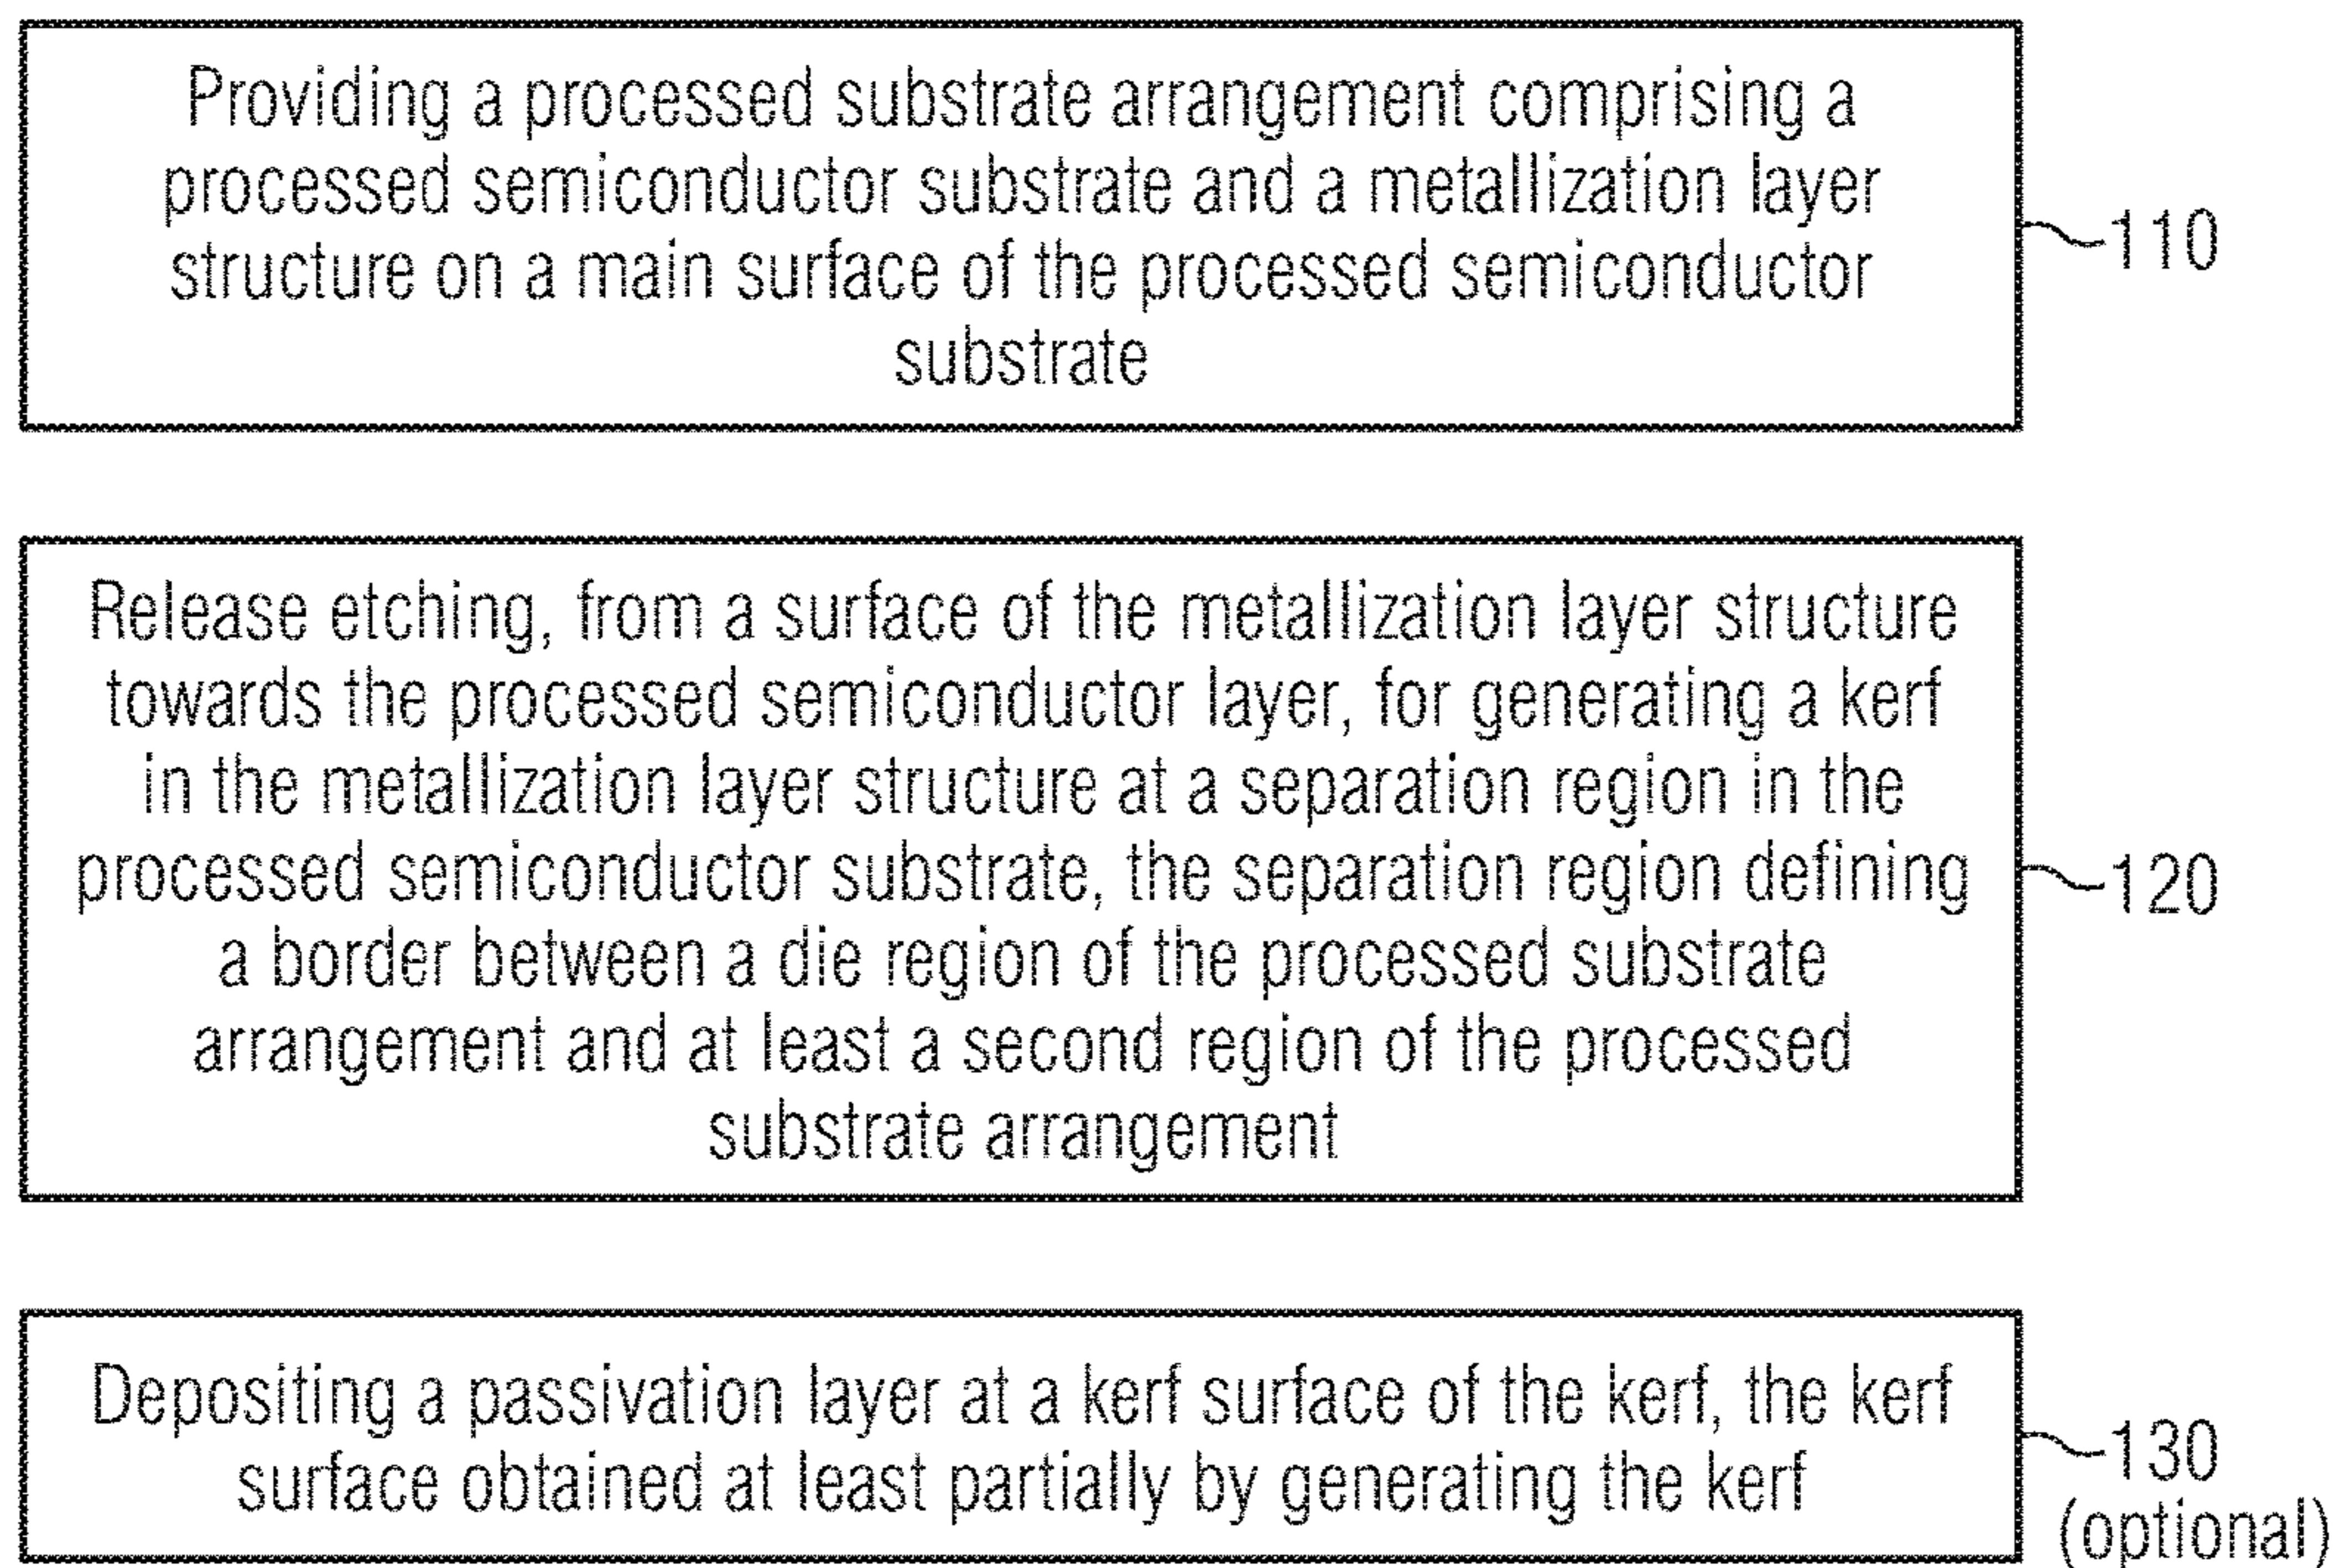 Providing a processed substrate arrangement comprising a
processed semiconductor substrate and a metallization layer
structure on a main surface of the processed semiconductor
substrate
110
Release etching, from a surface of the metallization layer structure
towards the processed semiconductor layer, for generating a kerf
in the metallization layer structure at a separation region in the
processed semiconductor substrate, the separation region defining
a border between a die region of the processed substrate
arrangement and at least a second region of the processed
substrate arrangement
120
Depositing a passivation layer at a kerf surface of the kerf, the kerf
surface obtained at least partially by generating the kerf
130
(optional)